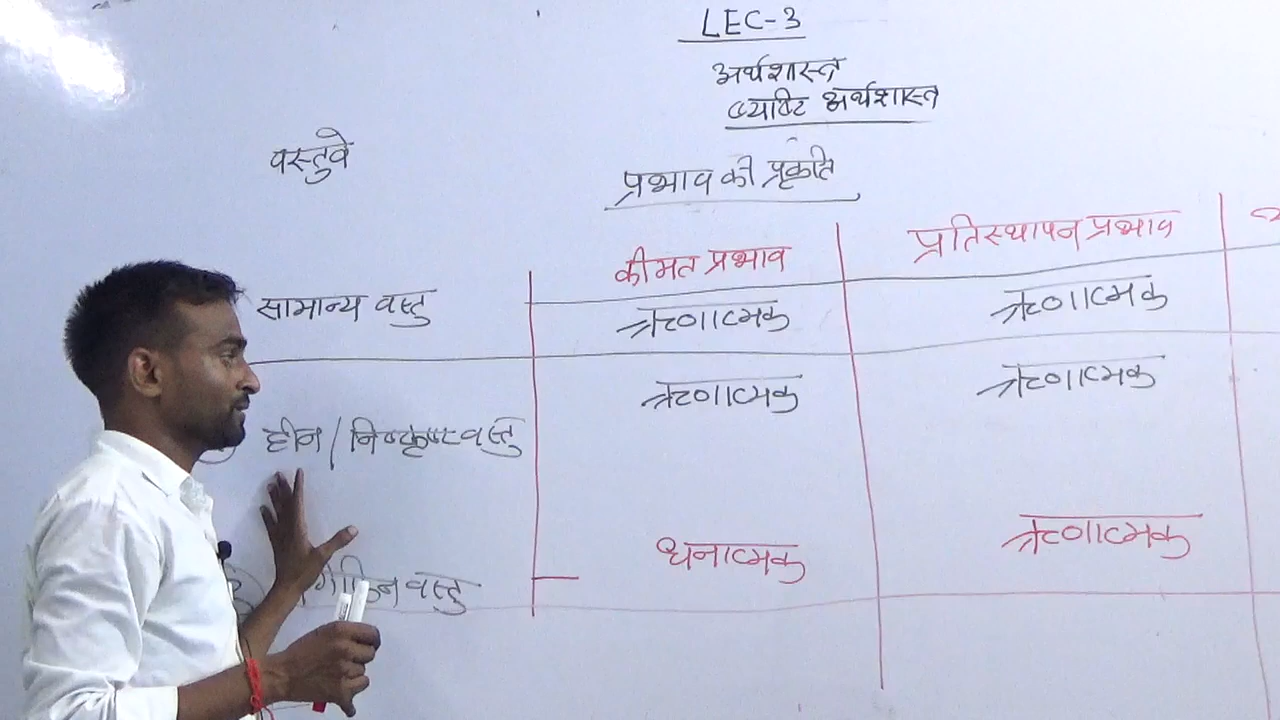 LEC-3
अर्थशास्त्र
व्यष्टि अर्थशास्त्र
वस्तुवे
प्रभाव की प्रकृति
कीमत प्रभाव प्रतिस्थापन प्रभाव
सामान्य वस्तु ऋणात्मक ऋणात्मक
हीन / निष्कृष्ट वस्तु ऋणात्मक ऋणात्मक
वस्तु धनात्मक ऋणात्मक